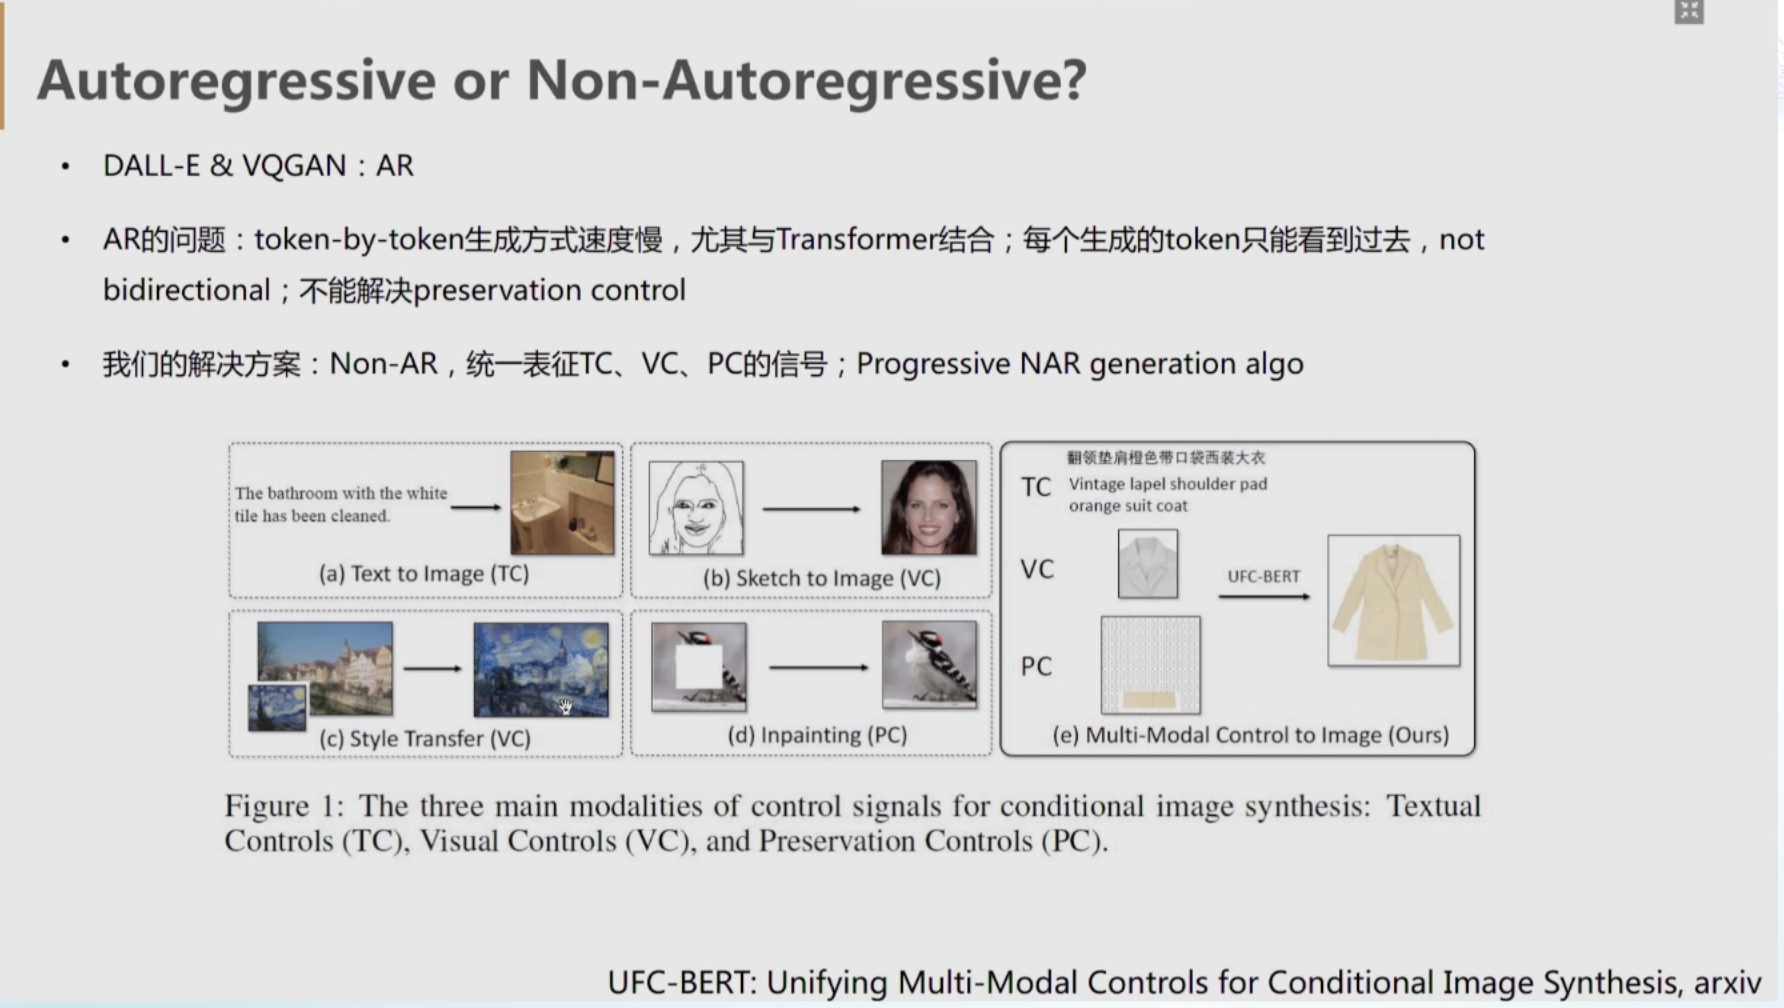 Autoregressive or Non-Autoregressive?
• DALL-E & VQGAN：AR
• AR的问题：token-by-token生成方式速度慢，尤其与Transformer结合；每个生成的token只能看到过去，not
bidirectional；不能解决preservation control
• 我们的解决方案：Non-AR，统一表征TC、VC、PC的信号；Progressive NAR generation algo
The bathroom with the white
tile has been cleaned.
(a) Text to Image (TC)
(b) Sketch to Image (VC)
(c) Style Transfer (VC)
(d) Inpainting (PC)
TC
翻领垫肩橙色带口袋西装大衣
Vintage lapel shoulder pad
orange suit coat
VC
UFC-BERT
PC
(e) Multi-Modal Control to Image (Ours)
Figure 1: The three main modalities of control signals for conditional image synthesis: Textual
Controls (TC), Visual Controls (VC), and Preservation Controls (PC).
UFC-BERT: Unifying Multi-Modal Controls for Conditional Image Synthesis, arxiv